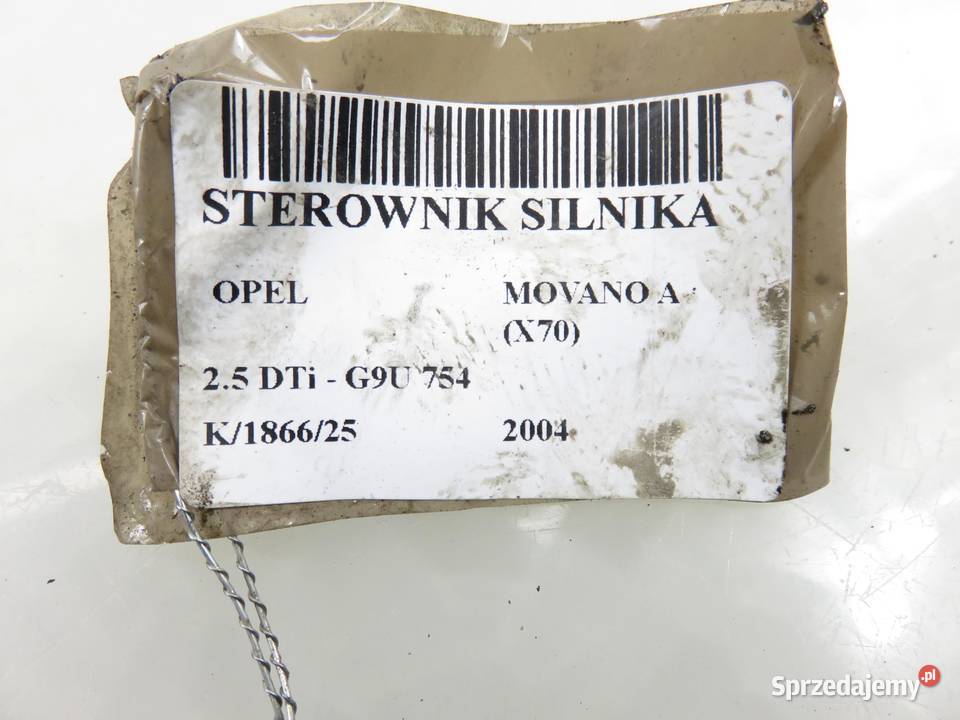 STEROWNIK SILNIKA
OPEL MOVANO A
(X70)
2.5 DTi - G9U 754
K/1866/25 2004
Sprzedajemy.pl